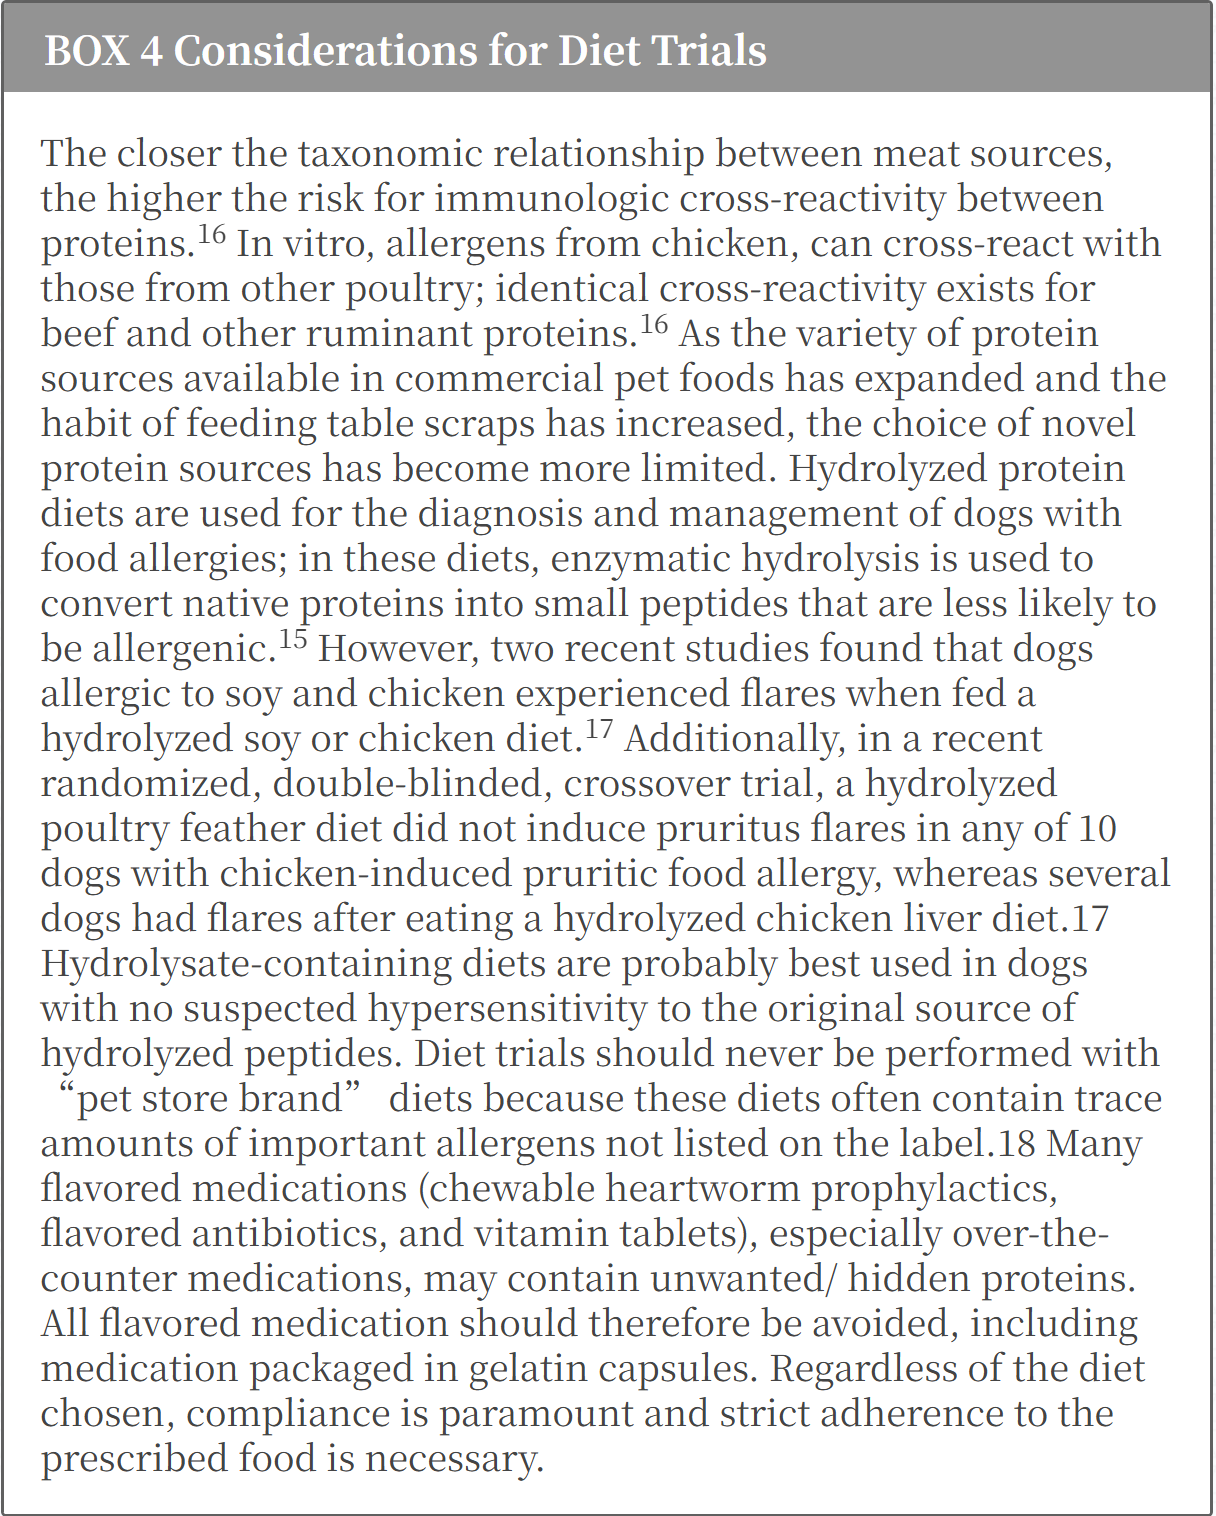 BOX 4 Considerations for Diet Trials
The closer the taxonomic relationship between meat sources,
the higher the risk for immunologic cross-reactivity between
proteins.16 In vitro, allergens from chicken, can cross-react with
those from other poultry; identical cross-reactivity exists for
beef and other ruminant proteins.16 As the variety of protein
sources available in commercial pet foods has expanded and the
habit of feeding table scraps has increased, the choice of novel
protein sources has become more limited. Hydrolyzed protein
diets are used for the diagnosis and management of dogs with
food allergies; in these diets, enzymatic hydrolysis is used to
convert native proteins into small peptides that are less likely to
be allergenic.15 However, two recent studies found that dogs
allergic to soy and chicken experienced flares when fed a
hydrolyzed soy or chicken diet.17 Additionally, in a recent
randomized, double-blinded, crossover trial, a hydrolyzed
poultry feather diet did not induce pruritus flares in any of 10
dogs with chicken-induced pruritic food allergy, whereas several
dogs had flares after eating a hydrolyzed chicken liver diet.17
Hydrolysate-containing diets are probably best used in dogs
with no suspected hypersensitivity to the original source of
hydrolyzed peptides. Diet trials should never be performed with
“pet store brand” diets because these diets often contain trace
amounts of important allergens not listed on the label.18 Many
flavored medications (chewable heartworm prophylactics,
flavored antibiotics, and vitamin tablets), especially over-the-
counter medications, may contain unwanted/ hidden proteins.
All flavored medication should therefore be avoided, including
medication packaged in gelatin capsules. Regardless of the diet
chosen, compliance is paramount and strict adherence to the
prescribed food is necessary.